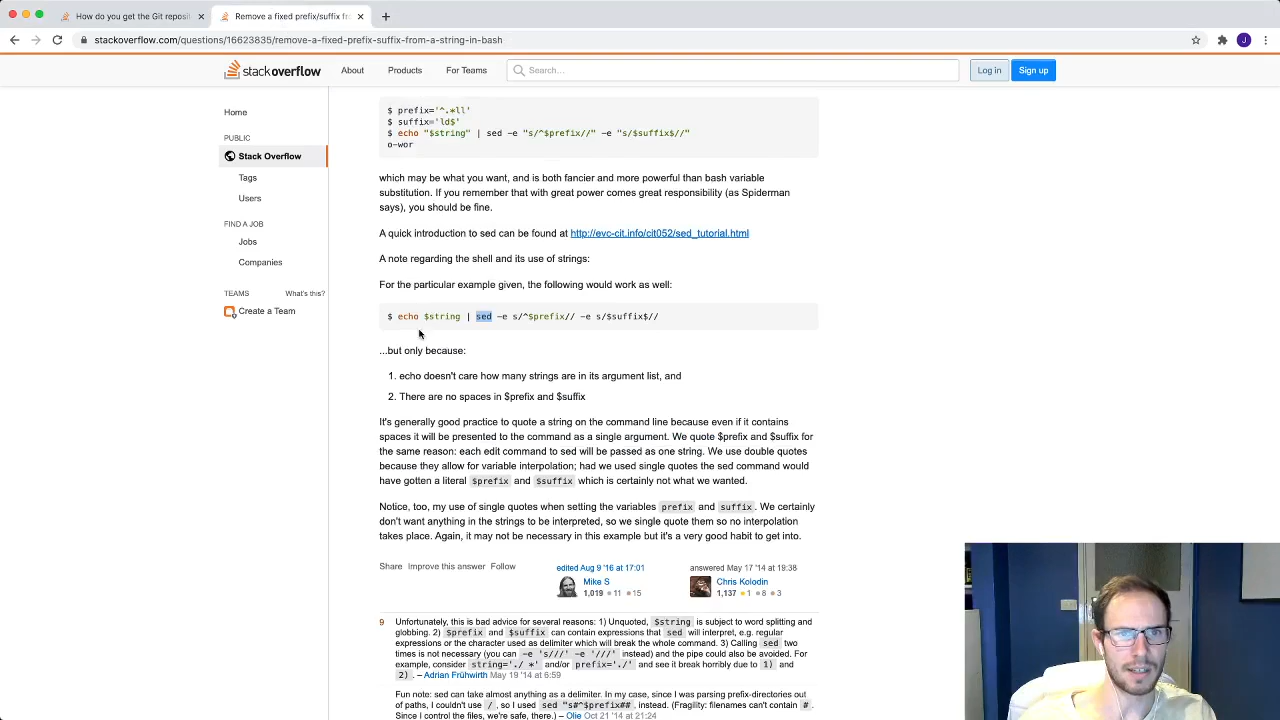 How do you get the Git reposit
Remove a fixed prefix/suffix fr
stackoverflow.com/questions/16623835/remove-a-fixed-prefix-suffix-from-a-string-in-bash
J
stackoverflow
About
Products
For Teams
Search…
Log in
Sign up
Home
PUBLIC
Stack Overflow
Tags
Users
FIND A JOB
Jobs
Companies
TEAMS
What's this?
Create a Team
$ prefix='^.*ll'
$ suffix='ld$'
$ echo "$string" | sed -e "s/^$prefix//" -e "s/$suffix$//"
o-wor
which may be what you want, and is both fancier and more powerful than bash variable
substitution. If you remember that with great power comes great responsibility (as Spiderman
says), you should be fine.
A quick introduction to sed can be found at http://evc-cit.info/cit052/sed_tutorial.html
A note regarding the shell and its use of strings:
For the particular example given, the following would work as well:
$ echo $string | sed -e s/^$prefix// -e s/$suffix$//
...but only because:
1. echo doesn't care how many strings are in its argument list, and
2. There are no spaces in $prefix and $suffix
It's generally good practice to quote a string on the command line because even if it contains
spaces it will be presented to the command as a single argument. We quote $prefix and $suffix for
the same reason: each edit command to sed will be passed as one string. We use double quotes
because they allow for variable interpolation; had we used single quotes the sed command would
have gotten a literal $prefix and $suffix which is certainly not what we wanted.
Notice, too, my use of single quotes when setting the variables prefix and suffix. We certainly
don't want anything in the strings to be interpreted, so we single quote them so no interpolation
takes place. Again, it may not be necessary in this example but it's a very good habit to get into.
Share Improve this answer Follow
edited Aug 9 '16 at 17:01
Mike S
1,019 11 15
answered May 17 '14 at 19:38
Chris Kolodin
1,137 1 8 3
9 Unfortunately, this is bad advice for several reasons: 1) Unquoted, $string is subject to word splitting and
globbing. 2) $prefix and $suffix can contain expressions that sed will interpret, e.g. regular
expressions or the character used as delimiter which will break the whole command. 3) Calling sed two
times is not necessary (you can -e 's///' -e '///' instead) and the pipe could also be avoided. For
example, consider string='./ *' and/or prefix='./' and see it break horribly due to 1) and
2). – Adrian Frühwirth May 19 '14 at 6:59
Fun note: sed can take almost anything as a delimiter. In my case, since I was parsing prefix-directories out
of paths, I couldn't use /, so I used sed "s#^$prefix##. instead. (Fragility: filenames can't contain #.
Since I control the files, we're safe, there.) – Olie Oct 21 '14 at 21:24